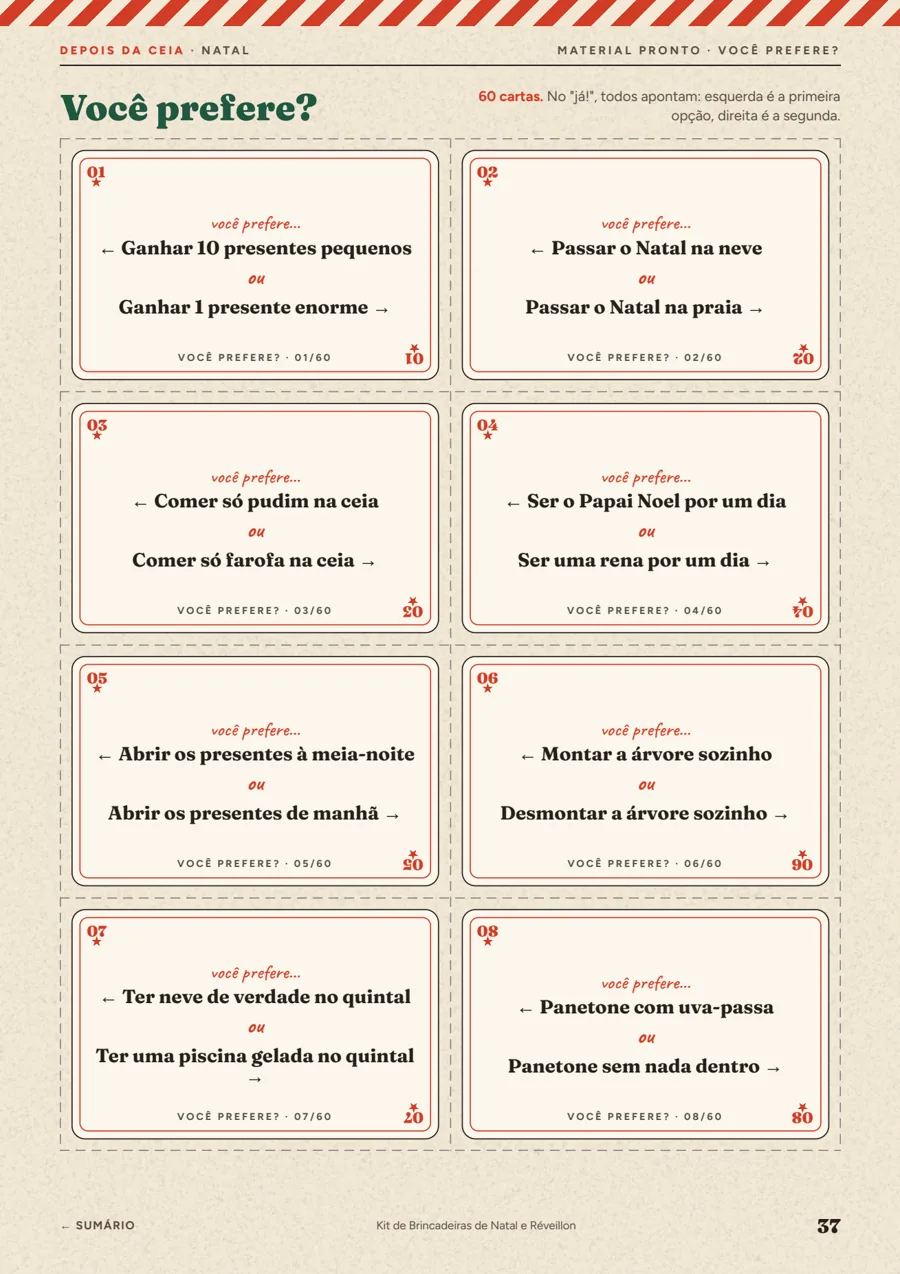 DEPOIS DA CEIA · NATAL
MATERIAL PRONTO · VOCÊ PREFERE?
Você prefere?
60 cartas. No "já!", todos apontam: esquerda é a primeira
opção, direita é a segunda.
01
você prefere...
← Ganhar 10 presentes pequenos
ou
Ganhar 1 presente enorme →
VOCÊ PREFERE? · 01/60
01
02
você prefere...
← Passar o Natal na neve
ou
Passar o Natal na praia →
VOCÊ PREFERE? · 02/60
02
03
você prefere...
← Comer só pudim na ceia
ou
Comer só farofa na ceia →
VOCÊ PREFERE? · 03/60
03
04
você prefere...
← Ser o Papai Noel por um dia
ou
Ser uma rena por um dia →
VOCÊ PREFERE? · 04/60
04
05
você prefere...
← Abrir os presentes à meia-noite
ou
Abrir os presentes de manhã →
VOCÊ PREFERE? · 05/60
05
06
você prefere...
← Montar a árvore sozinho
ou
Desmontar a árvore sozinho →
VOCÊ PREFERE? · 06/60
06
07
você prefere...
← Ter neve de verdade no quintal
ou
Ter uma piscina gelada no quintal
→
VOCÊ PREFERE? · 07/60
07
08
você prefere...
← Panetone com uva-passa
ou
Panetone sem nada dentro →
VOCÊ PREFERE? · 08/60
08
← SUMÁRIO
Kit de Brincadeiras de Natal e Réveillon
37